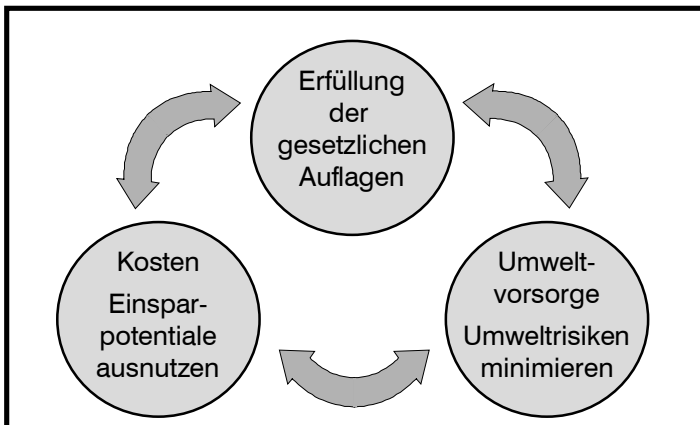 Erfüllung
der
gesetzlichen
Auflagen
Kosten
Einspar-
potentiale
ausnutzen
Umwelt-
vorsorge
Umweltrisiken
minimieren